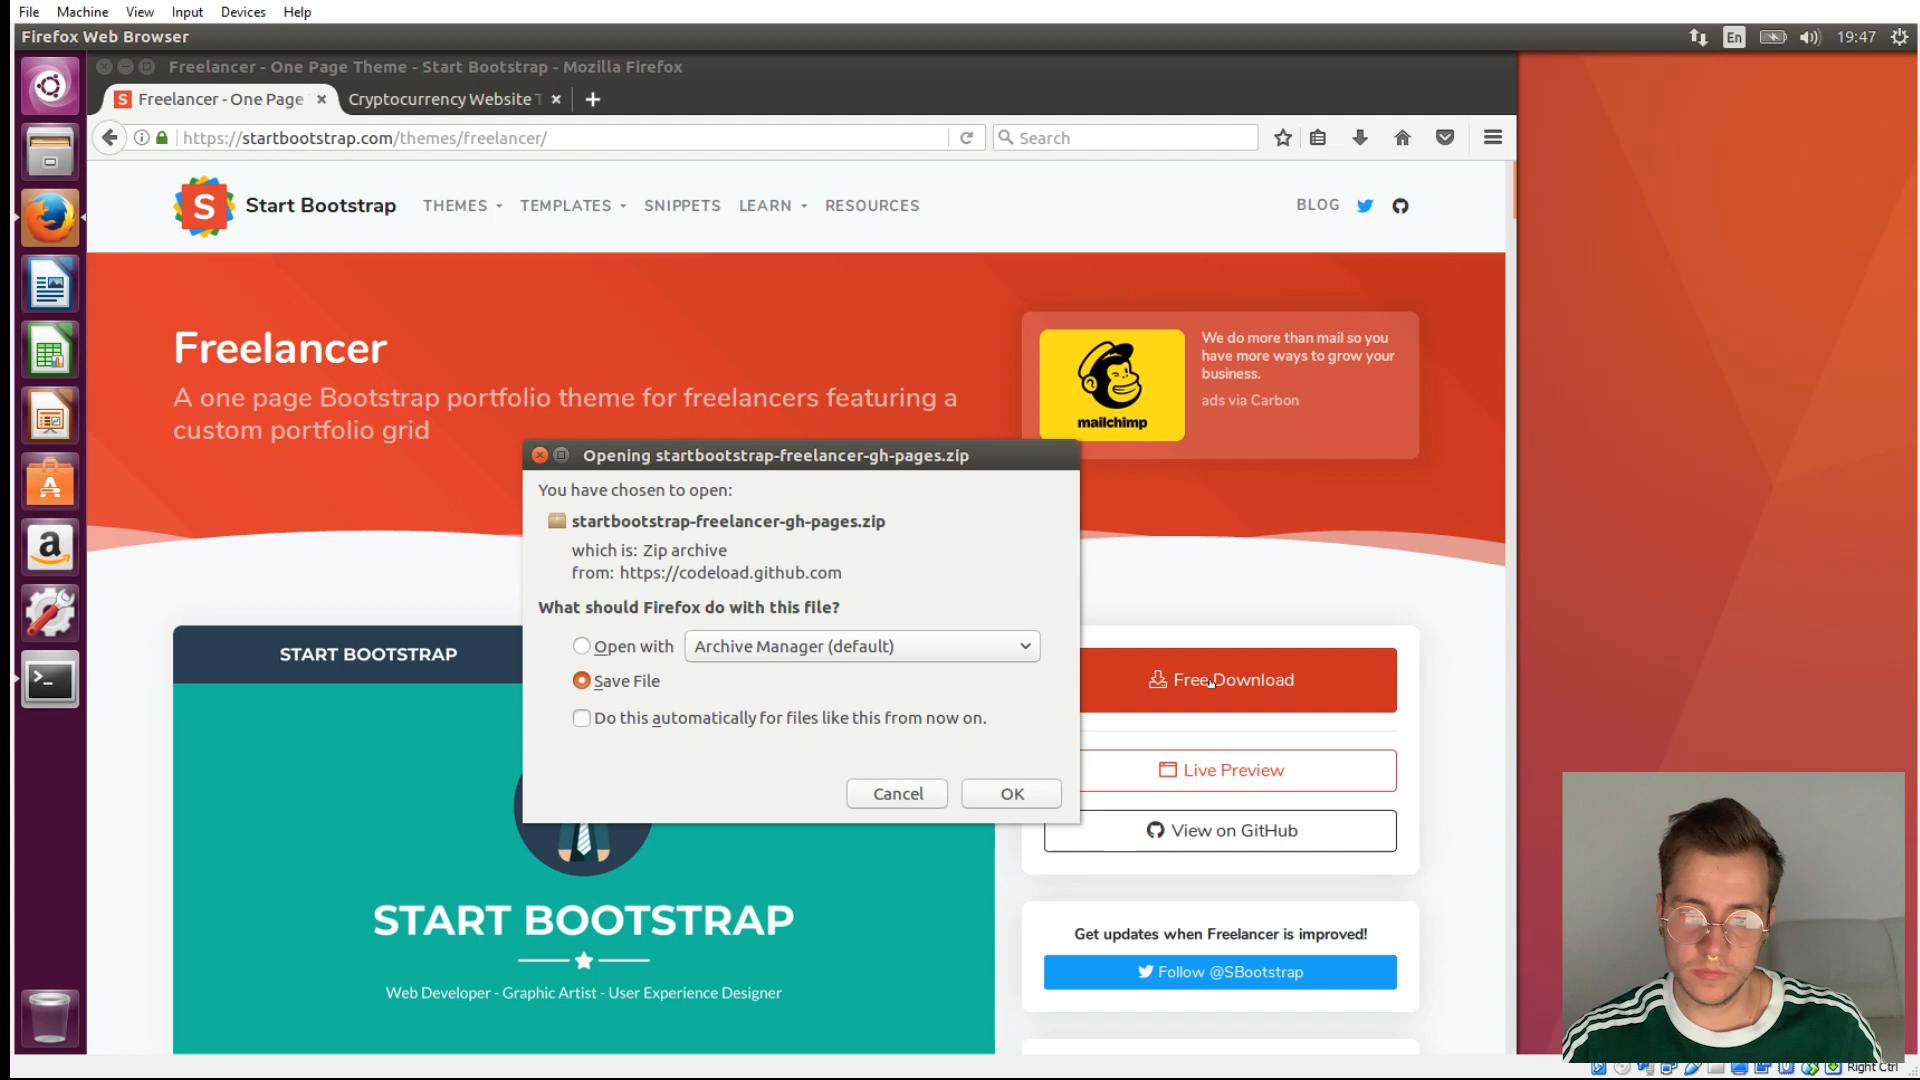 File Machine View Input Devices Help
Firefox Web Browser
En 19:47
Freelancer - One Page Theme - Start Bootstrap - Mozilla Firefox
S Freelancer - One Page
Cryptocurrency Website T
https://startbootstrap.com/themes/freelancer/
Search
S Start Bootstrap THEMES TEMPLATES SNIPPETS LEARN RESOURCES BLOG
Freelancer
A one page Bootstrap portfolio theme for freelancers featuring a
custom portfolio grid
mailchimp
We do more than mail so you
have more ways to grow your
business.
ads via Carbon
Opening startbootstrap-freelancer-gh-pages.zip
You have chosen to open:
startbootstrap-freelancer-gh-pages.zip
which is: Zip archive
from: https://codeload.github.com
What should Firefox do with this file?
Open with Archive Manager (default)
Save File
Do this automatically for files like this from now on.
Cancel OK
START BOOTSTRAP
START BOOTSTRAP
Web Developer - Graphic Artist - User Experience Designer
Free Download
Live Preview
View on GitHub
Get updates when Freelancer is improved!
Follow @SBootstrap
Right Ctrl